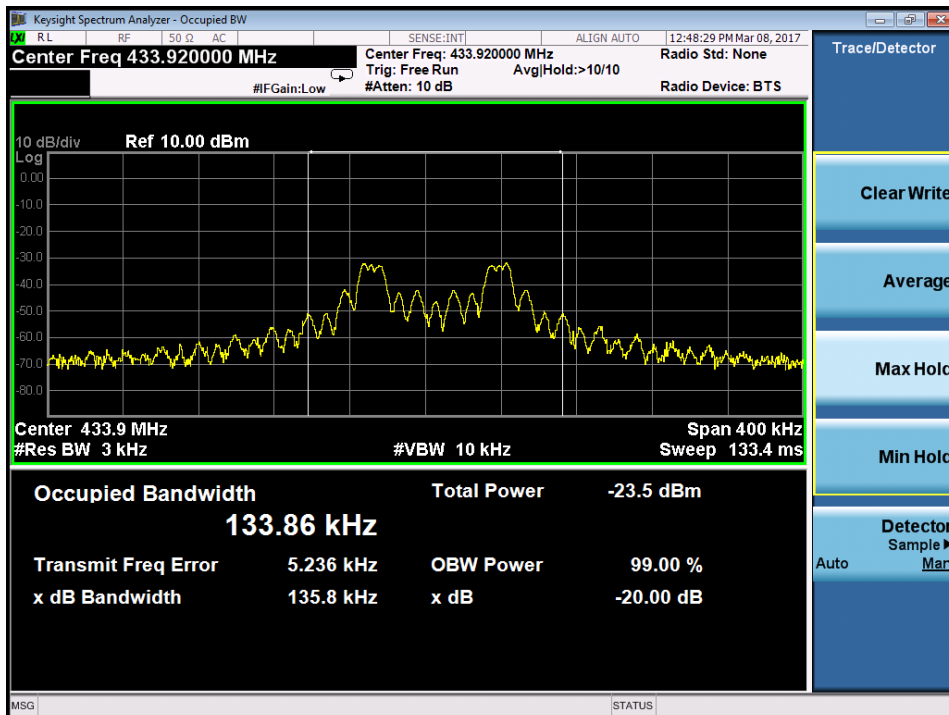 Keysight Spectrum Analyzer - Occupied BW
LXI RL RF 50 Ω AC SENSE:INT ALIGN AUTO 12:48:29 PM Mar 08, 2017
Center Freq 433.920000 MHz
Center Freq: 433.920000 MHz
Radio Std: None
Trig: Free Run Avg|Hold:>10/10
#IFGain:Low
#Atten: 10 dB
Radio Device: BTS
Trace/Detector
10 dB/div Ref 10.00 dBm
Log
0.00
-10.0
-20.0
-30.0
-40.0
-50.0
-60.0
-70.0
-80.0
Center 433.9 MHz Span 400 kHz
#Res BW 3 kHz #VBW 10 kHz Sweep 133.4 ms
Occupied Bandwidth
133.86 kHz
Total Power -23.5 dBm
Transmit Freq Error 5.236 kHz OBW Power 99.00 %
x dB Bandwidth 135.8 kHz x dB -20.00 dB
Clear Write
Average
Max Hold
Min Hold
Detector
Sample
Auto Man
MSG STATUS